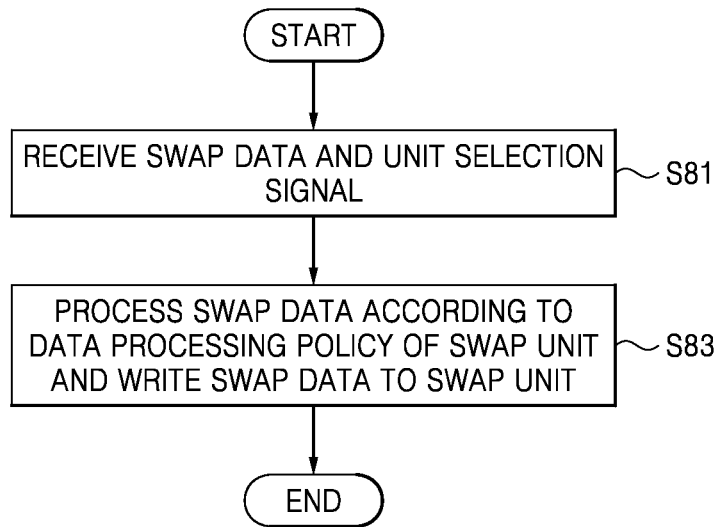 START
RECEIVE SWAP DATA AND UNIT SELECTION
SIGNAL
S81
PROCESS SWAP DATA ACCORDING TO
DATA PROCESSING POLICY OF SWAP UNIT
AND WRITE SWAP DATA TO SWAP UNIT
S83
END